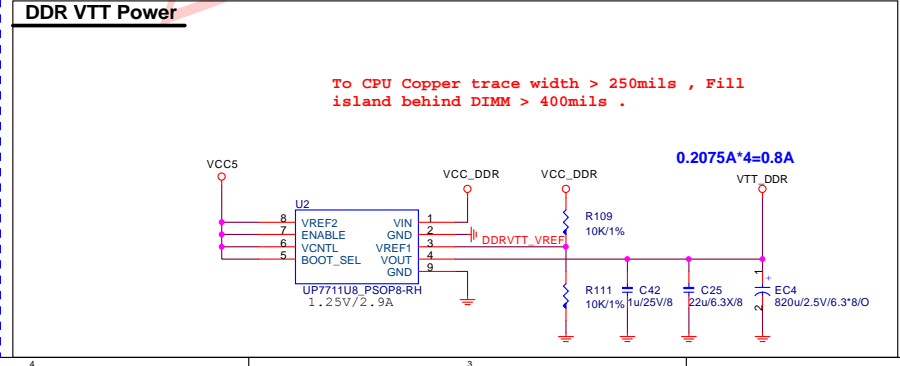 DDR VTT Power
To CPU Copper trace width > 250mils , Fill
island behind DIMM > 400mils .
0.2075A*4=0.8A
VCC5
VCC_DDR
VCC_DDR
VTT_DDR
U2
8 VREF2 VIN 1
7 ENABLE GND 2
6 VCNTL VREF1 3
5 BOOT_SEL VOUT 4
GND 9
DDRVTT_VREF
UP7711U8_PSOP8-RH
1.25V/2.9A
R109
10K/1%
R111
10K/1%
C42
1u/25V/8
C25
22u/6.3X/8
1 +
EC4
2 820u/2.5V/6.3*8/O
4 3